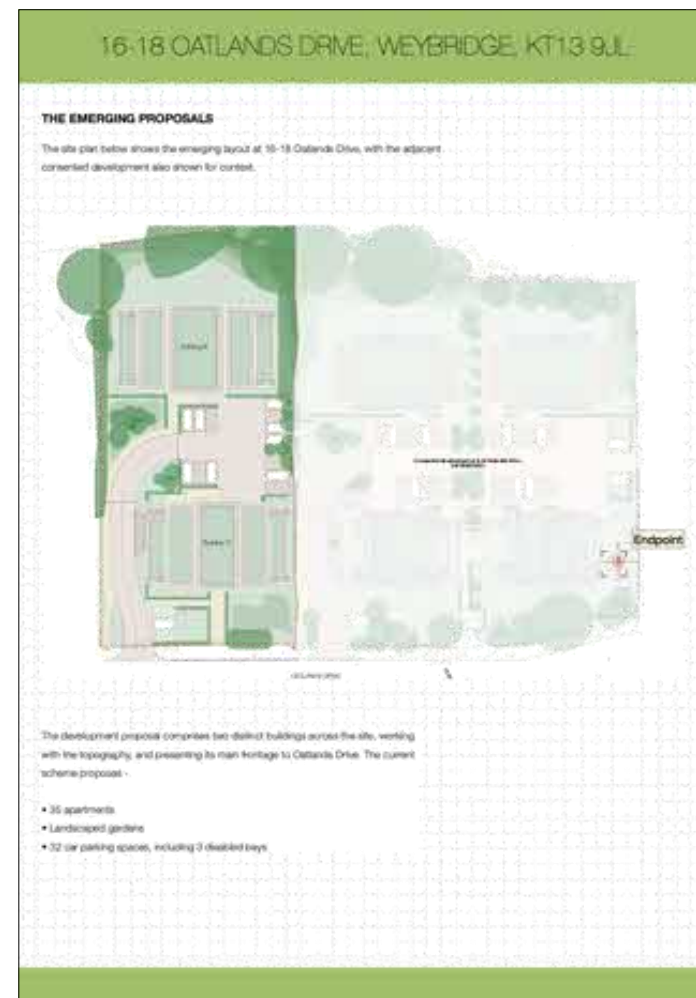 16-18 OATLANDS DRIVE, WEYBRIDGE, KT13 9JL
THE EMERGING PROPOSALS
The site plan below shows the emerging layout at 16-18 Oatlands Drive, with the adjacent
consented development also shown for context.
Endpoint
The development proposal comprises two distinct buildings across the site, working
with the topography, and presenting its main frontage to Oatlands Drive. The current
scheme proposes -
• 35 apartments
• Landscaped gardens
• 32 car parking spaces, including 3 disabled bays